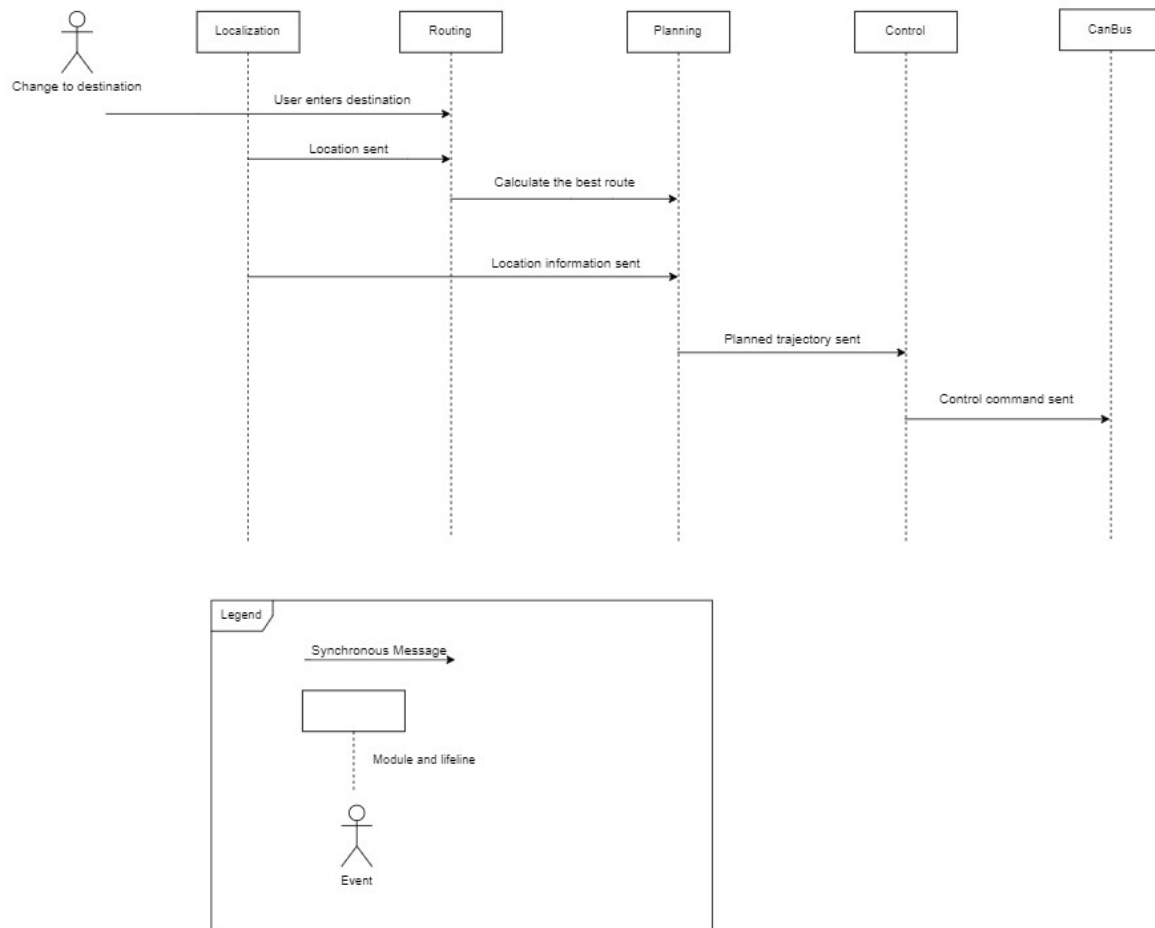 Localization
Routing
Planning
Control
CanBus
Change to destination
User enters destination
Location sent
Calculate the best route
Location information sent
Planned trajectory sent
Control command sent
Legend
Synchronous Message
Module and lifeline
Event